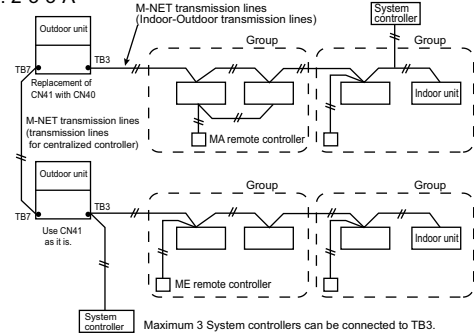 M-NET transmission lines
(Indoor-Outdoor transmission lines)
System
controller
Outdoor unit
Group
Group
TB7
TB3
Replacement of
CN41 with CN40
Indoor unit
MA remote controller
M-NET transmission lines
(transmission lines
for centralized controller)
Outdoor unit
Group
Group
TB7
TB3
Use CN41
as it is.
Indoor unit
ME remote controller
System
controller
Maximum 3 System controllers can be connected to TB3.